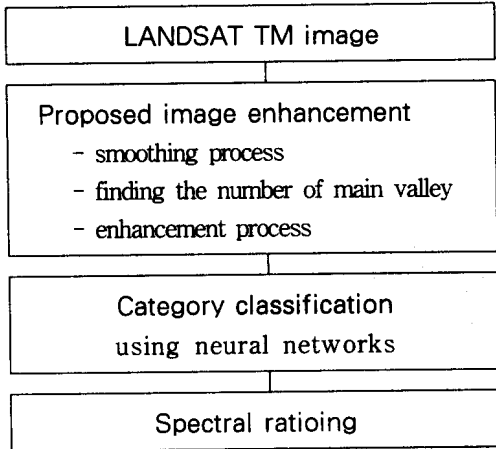 LANDSAT TM image
Proposed image enhancement
- smoothing process
- finding the number of main valley
- enhancement process
Category classification
using neural networks
Spectral ratioing